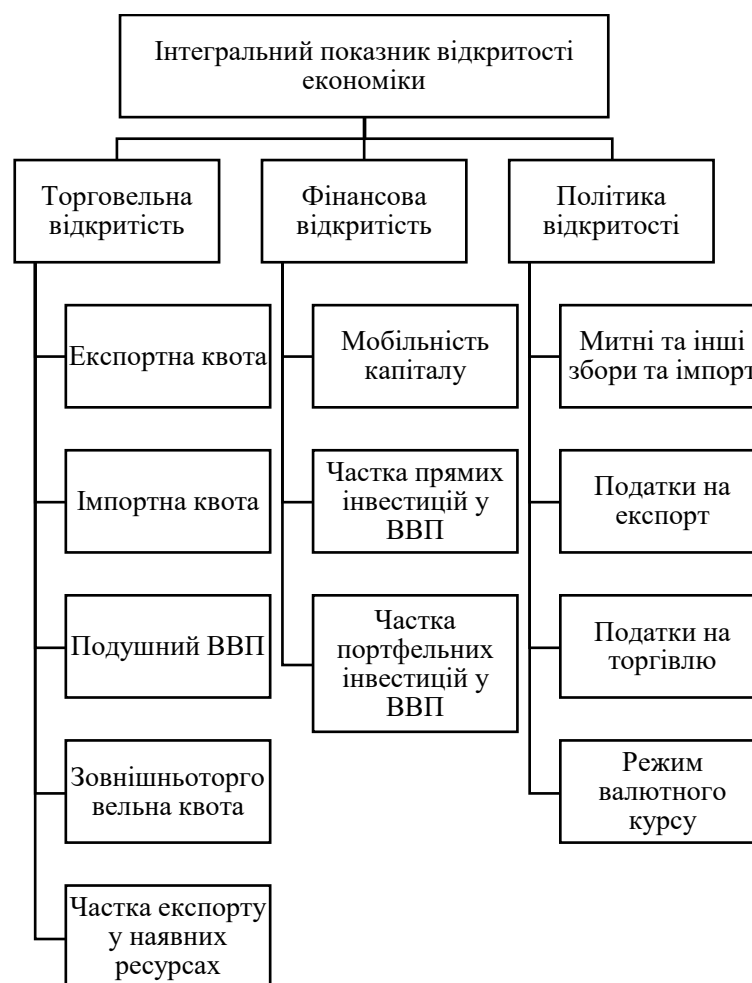 Інтегральний показник відкритості
економіки
Торговельна
відкритість
Експортна квота
Імпортна квота
Подушний ВВП
Зовнішньоторго
вельна квота
Частка експорту
у наявних
ресурсах
Фінансова
відкритість
Мобільність
капіталу
Частка прямих
інвестицій у
ВВП
Частка
портфельних
інвестицій у
ВВП
Політика
відкритості
Митні та інші
збори та імпорт
Податки на
експорт
Податки на
торгівлю
Режим
валютного
курсу